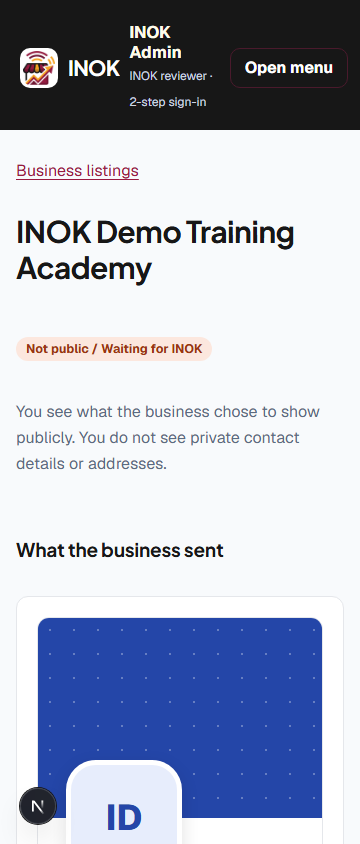 INOK
INOK
Admin
INOK reviewer ·
2-step sign-in
Open menu
Business listings
INOK Demo Training
Academy
Not public / Waiting for INOK
You see what the business chose to show
publicly. You do not see private contact
details or addresses.
What the business sent
ID
N